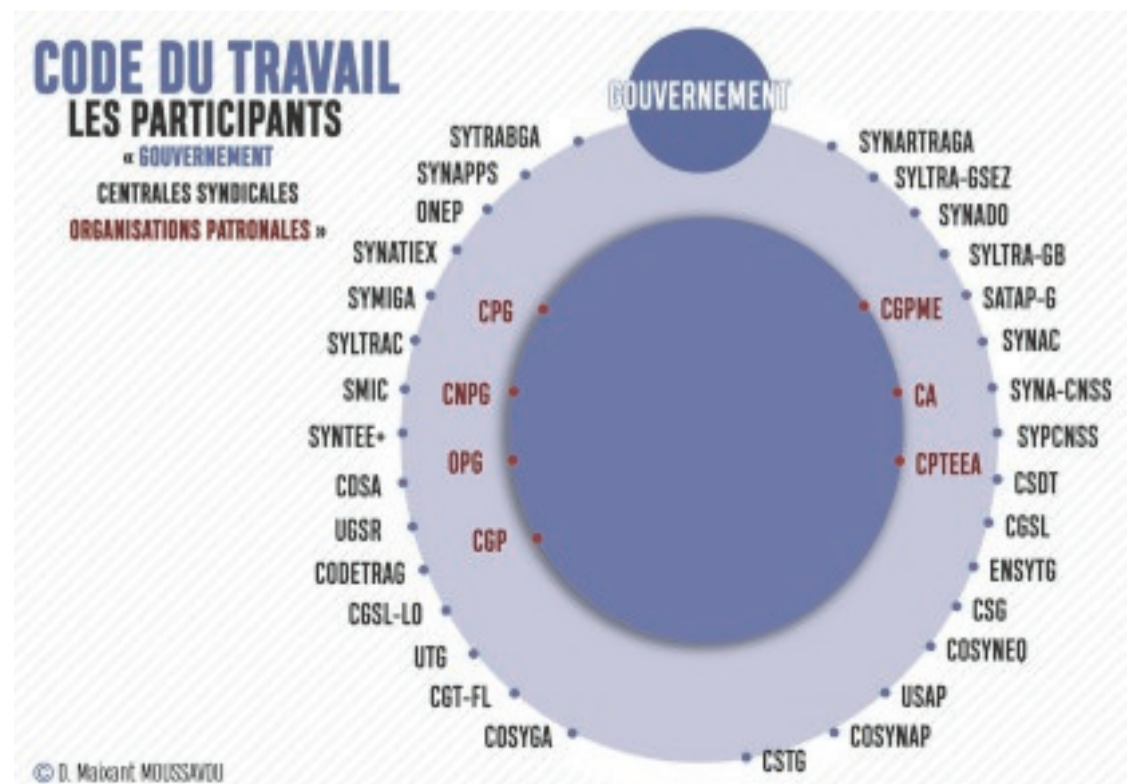 CODE DU TRAVAIL
LES PARTICIPANTS
« GOUVERNEMENT
CENTRALES SYNDICALES
ORGANISATIONS PATRONALES »
GOUVERNEMENT
SYTRABGA
SYNAPPS
ONEP
SYNATIEX
SYMIGA
SYLTRAC
SMIC
SYNTEE+
CDSA
UGSR
CODETRAG
CGSL-LO
UTG
CGT-FL
COSYGA
CSTG
SYNARTRAGA
SYLTRA-GSEZ
SYNADO
SYLTRA-GB
SATAP-G
SYNAC
SYNA-CNSS
SYPCNSS
CSDT
CGSL
ENSYTG
CSG
COSYNEQ
USAP
COSYNAP
CPG
CNPG
OPG
CGP
CGPME
CA
CPTEEA
© D. Maixant MOUSSAVOU